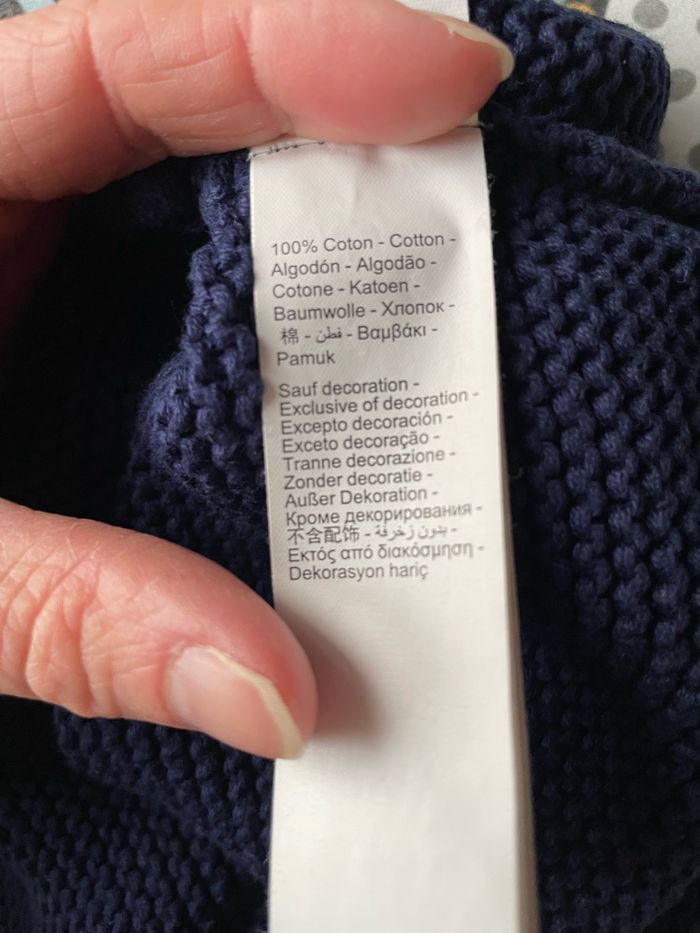 100% Coton - Cotton -
Algodón - Algodão -
Cotone - Katoen -
Baumwolle - Хлопок -
棉 - قطن - Βαμβάκι -
Pamuk
Sauf decoration -
Exclusive of decoration -
Excepto decoración -
Exceto decoração -
Tranne decorazione -
Zonder decoratie -
Außer Dekoration -
Кроме декорирования -
不含配饰 - بدون زخرفة -
Εκτός από διακόσμηση -
Dekorasyon hariç